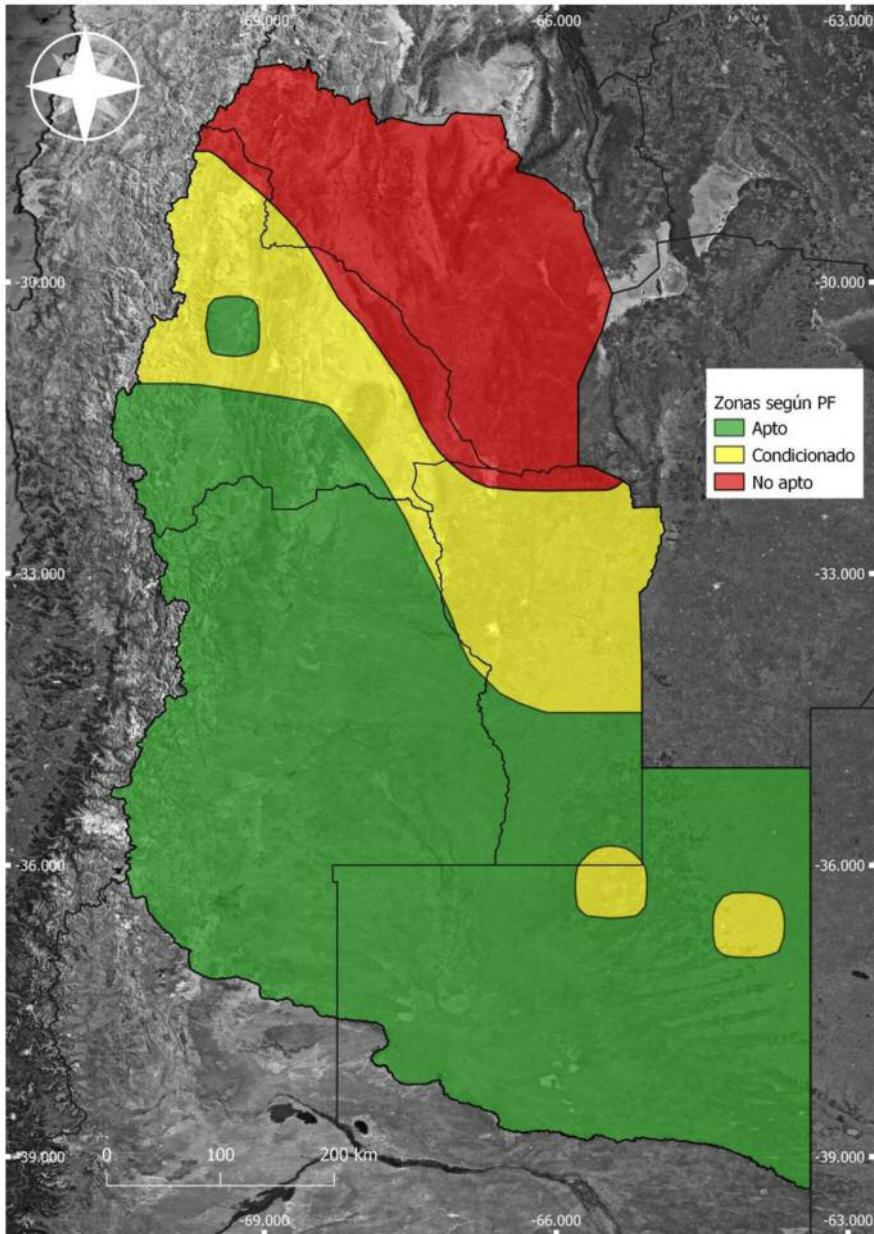 -69.000 -66.000 -63.000
-30.000 -30.000
Zonas según PF
Apto
Condicionado
No apto
-33.000 -33.000
-36.000 -36.000
-39.000 -39.000
0 100 200 km
-69.000 -66.000 -63.000